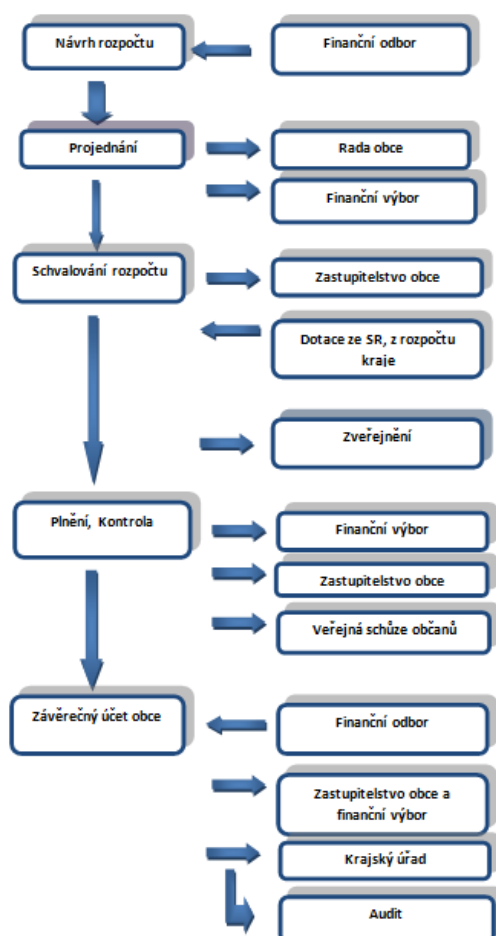 Návrh rozpočtu
Finanční odbor
Projednání
Rada obce
Finanční výbor
Schvalování rozpočtu
Zastupitelstvo obce
Dotace ze SR, z rozpočtu
kraje
Zveřejnění
Plnění, Kontrola
Finanční výbor
Zastupitelstvo obce
Veřejná schůze občanů
Závěrečný účet obce
Finanční odbor
Zastupitelstvo obce a
finanční výbor
Krajský úřad
Audit